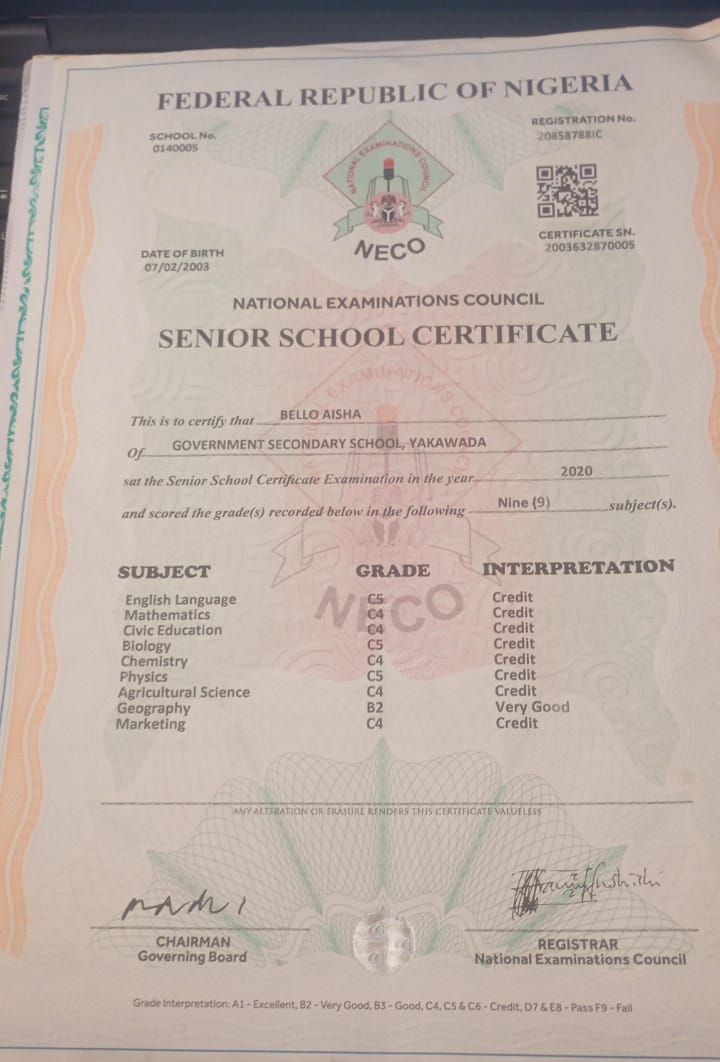 FEDERAL REPUBLIC OF NIGERIA
SCHOOL No.
0140005
REGISTRATION No.
20858788IC
NATIONAL EXAMINATIONS COUNCIL
NECO
CERTIFICATE SN.
2003632870005
DATE OF BIRTH
07/02/2003
NATIONAL EXAMINATIONS COUNCIL
SENIOR SCHOOL CERTIFICATE
This is to certify that BELLO AISHA
Of GOVERNMENT SECONDARY SCHOOL, YAKAWADA
sat the Senior School Certificate Examination in the year 2020
and scored the grade(s) recorded below in the following Nine (9) subject(s).
SUBJECT GRADE INTERPRETATION
English Language C5 Credit
Mathematics C4 Credit
Civic Education C4 Credit
Biology C5 Credit
Chemistry C4 Credit
Physics C5 Credit
Agricultural Science C4 Credit
Geography B2 Very Good
Marketing C4 Credit
NECO
ANY ALTERATION OR ERASURE RENDERS THIS CERTIFICATE VALUELESS
CHAIRMAN
Governing Board
REGISTRAR
National Examinations Council
Grade Interpretation: A1 - Excellent, B2 - Very Good, B3 - Good, C4, C5 & C6 - Credit, D7 & E8 - Pass F9 - Fail